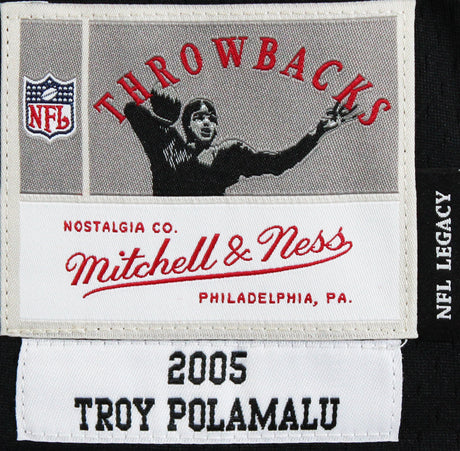 THROWBACKS
NFL
NOSTALGIA CO.
Mitchell & Ness
PHILADELPHIA, PA.
NFL LEGACY
2005
TROY POLAMALU